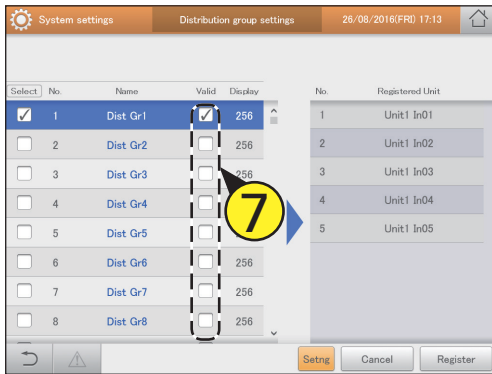 System settings Distribution group settings 26/08/2016(FRI) 17:13
Select No. Name Valid Display No. Registered Unit
1 Dist Gr1 256 1 Unit1 In01
2 Dist Gr2 256 2 Unit1 In02
3 Dist Gr3 256 3 Unit1 In03
4 Dist Gr4 4 Unit1 In04
7
5 Dist Gr5 5 Unit1 In05
6 Dist Gr6 256
7 Dist Gr7 256
8 Dist Gr8 256
Setng Cancel Register